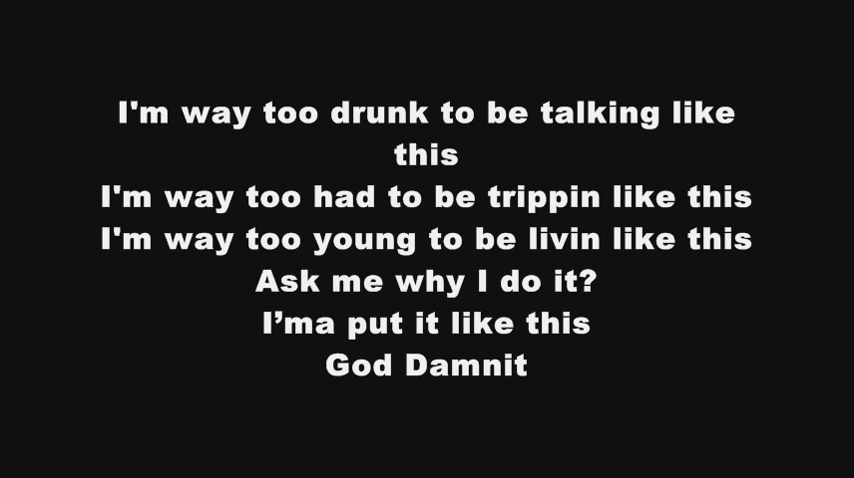 I'm way too drunk to be talking like
this
I'm way too had to be trippin like this
I'm way too young to be livin like this
Ask me why I do it?
I’ma put it like this
God Damnit